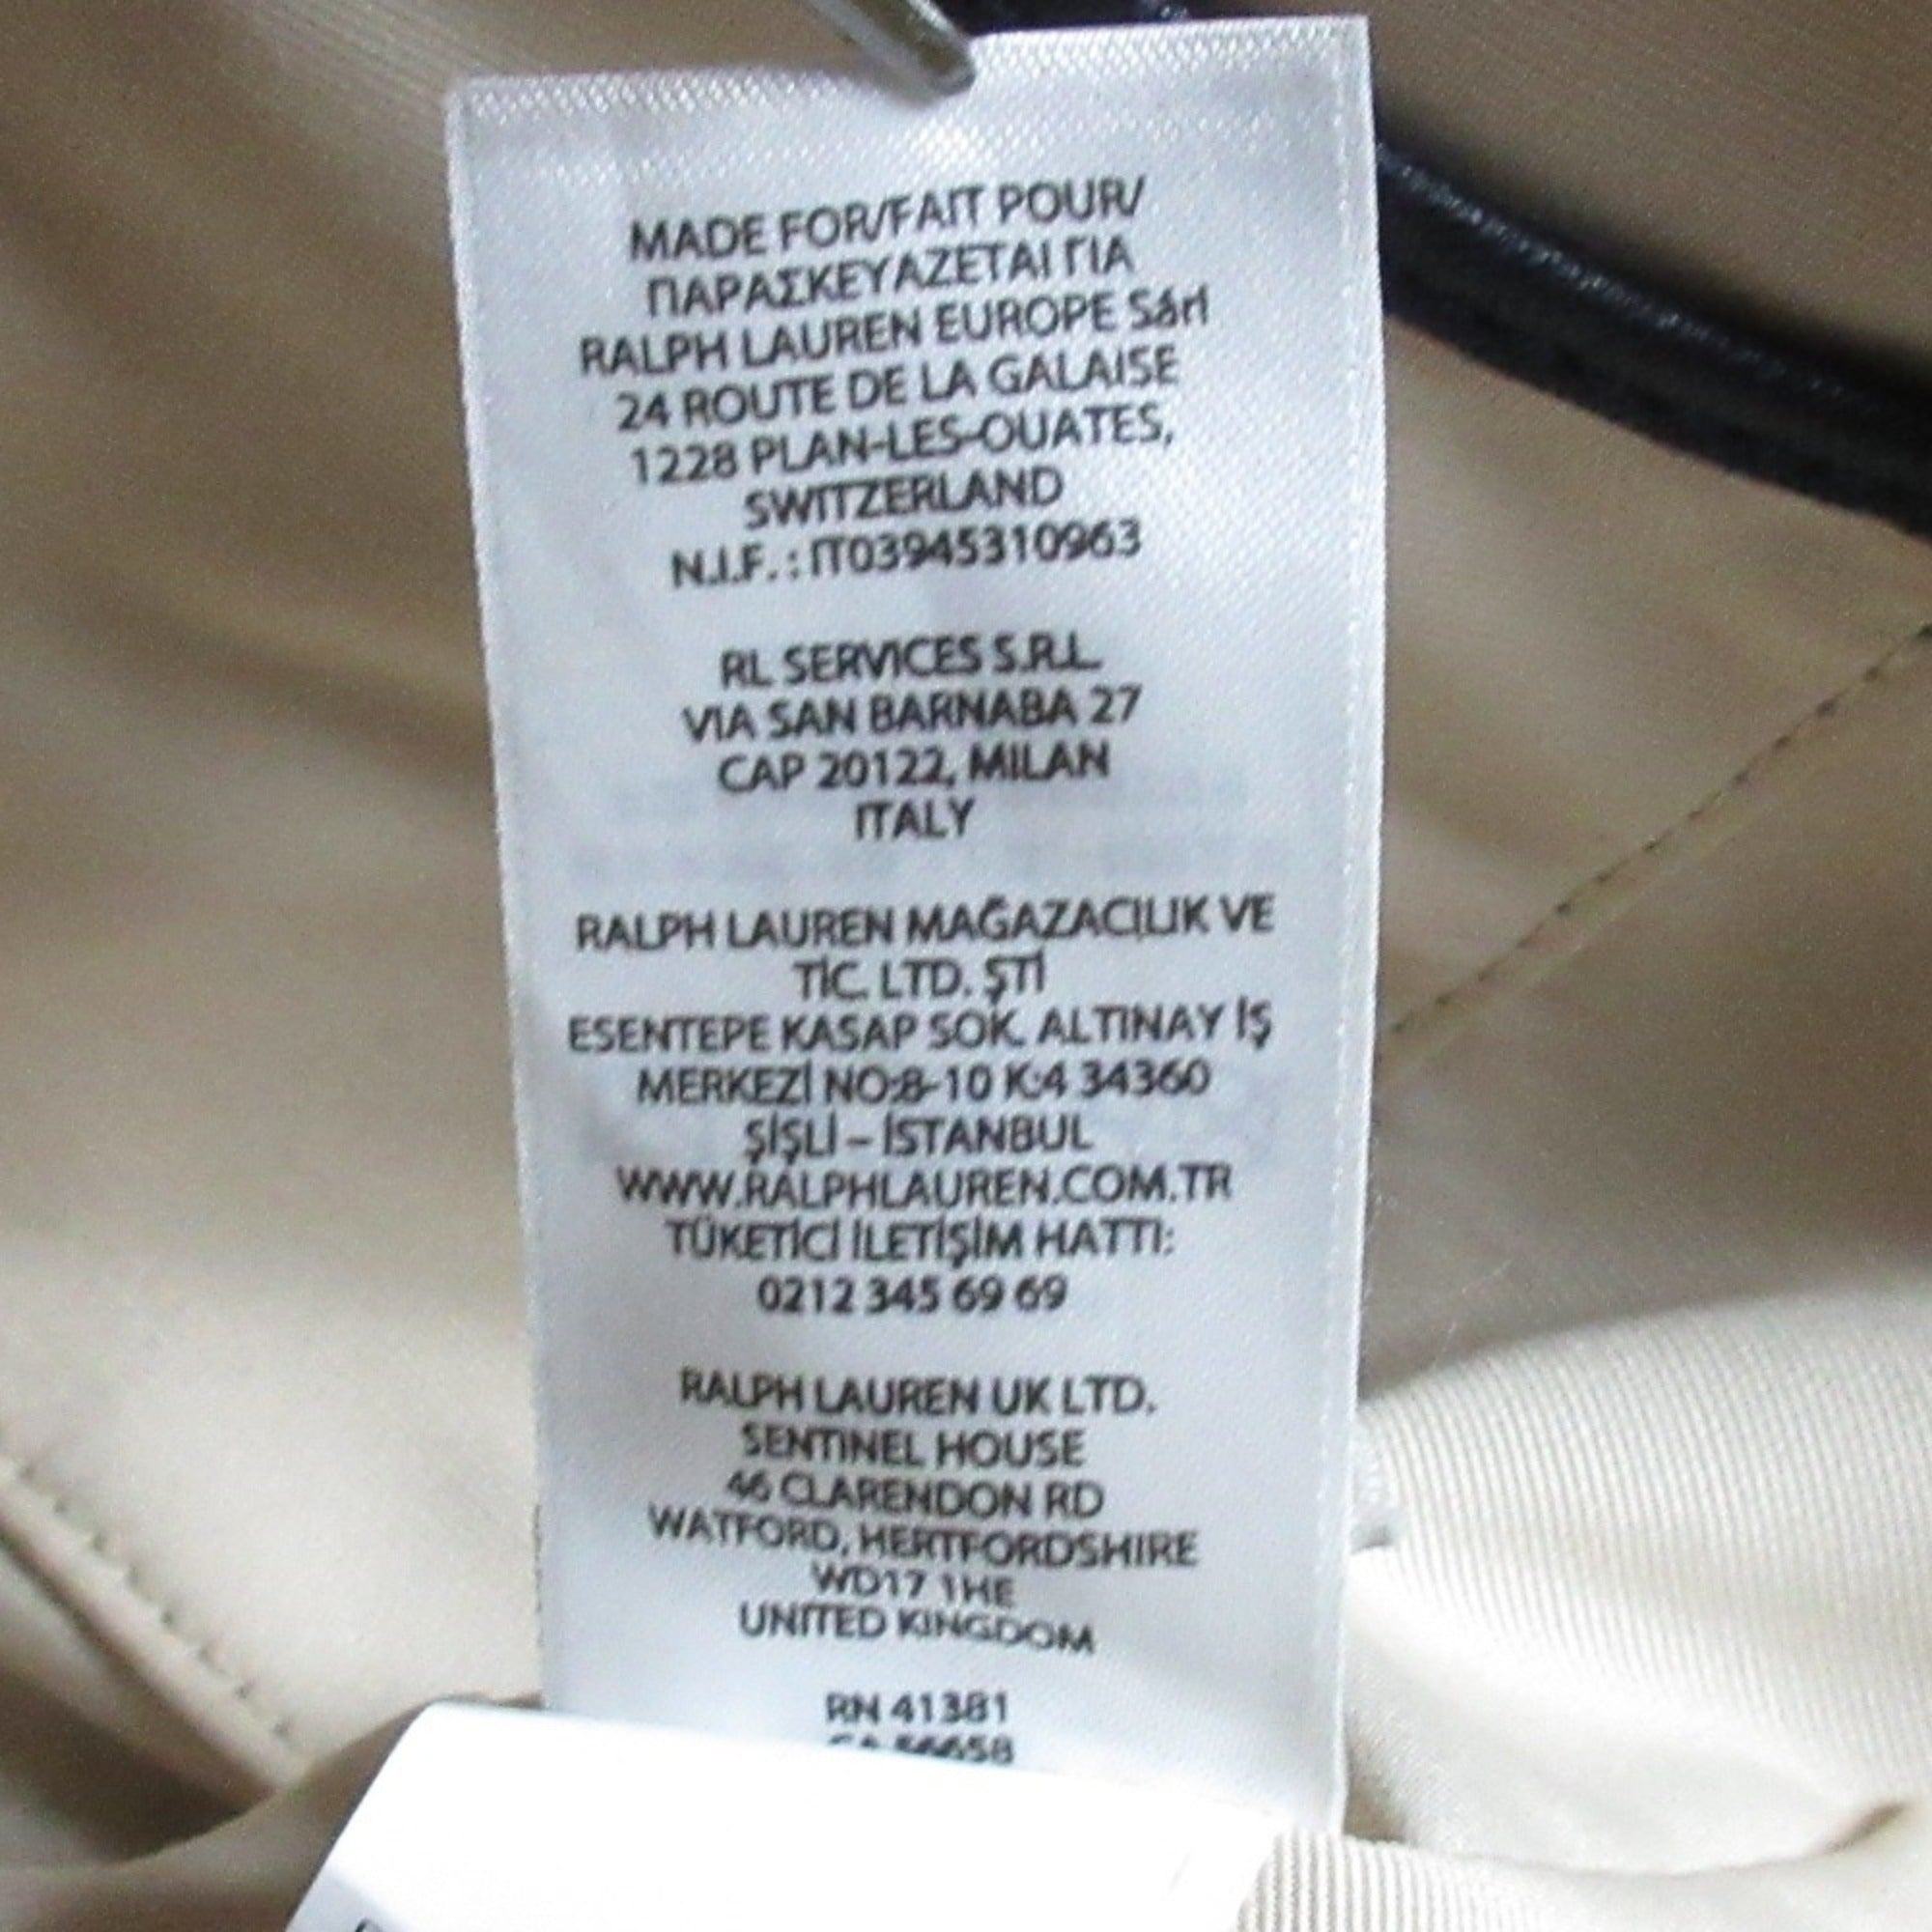 MADE FOR/FAIT POUR/
ΠΑΡΑΣΚΕΥΑΖΕΤΑΙ ΓΙΑ
RALPH LAUREN EUROPE Sárl
24 ROUTE DE LA GALAISE
1228 PLAN-LES-OUATES,
SWITZERLAND
N.I.F. : IT03945310963
RL SERVICES S.R.L.
VIA SAN BARNABA 27
CAP 20122, MILAN
ITALY
RALPH LAUREN MAĞAZACILIK VE
TİC. LTD. ŞTİ
ESENTEPE KASAP SOK. ALTINAY İŞ
MERKEZİ NO:8-10 K:4 34360
ŞİŞLİ – İSTANBUL
WWW.RALPHLAUREN.COM.TR
TÜKETİCİ İLETİŞİM HATTI:
0212 345 69 69
RALPH LAUREN UK LTD.
SENTINEL HOUSE
46 CLARENDON RD
WATFORD, HERTFORDSHIRE
WD17 1HE
UNITED KINGDOM
RN 41381
CA 56658